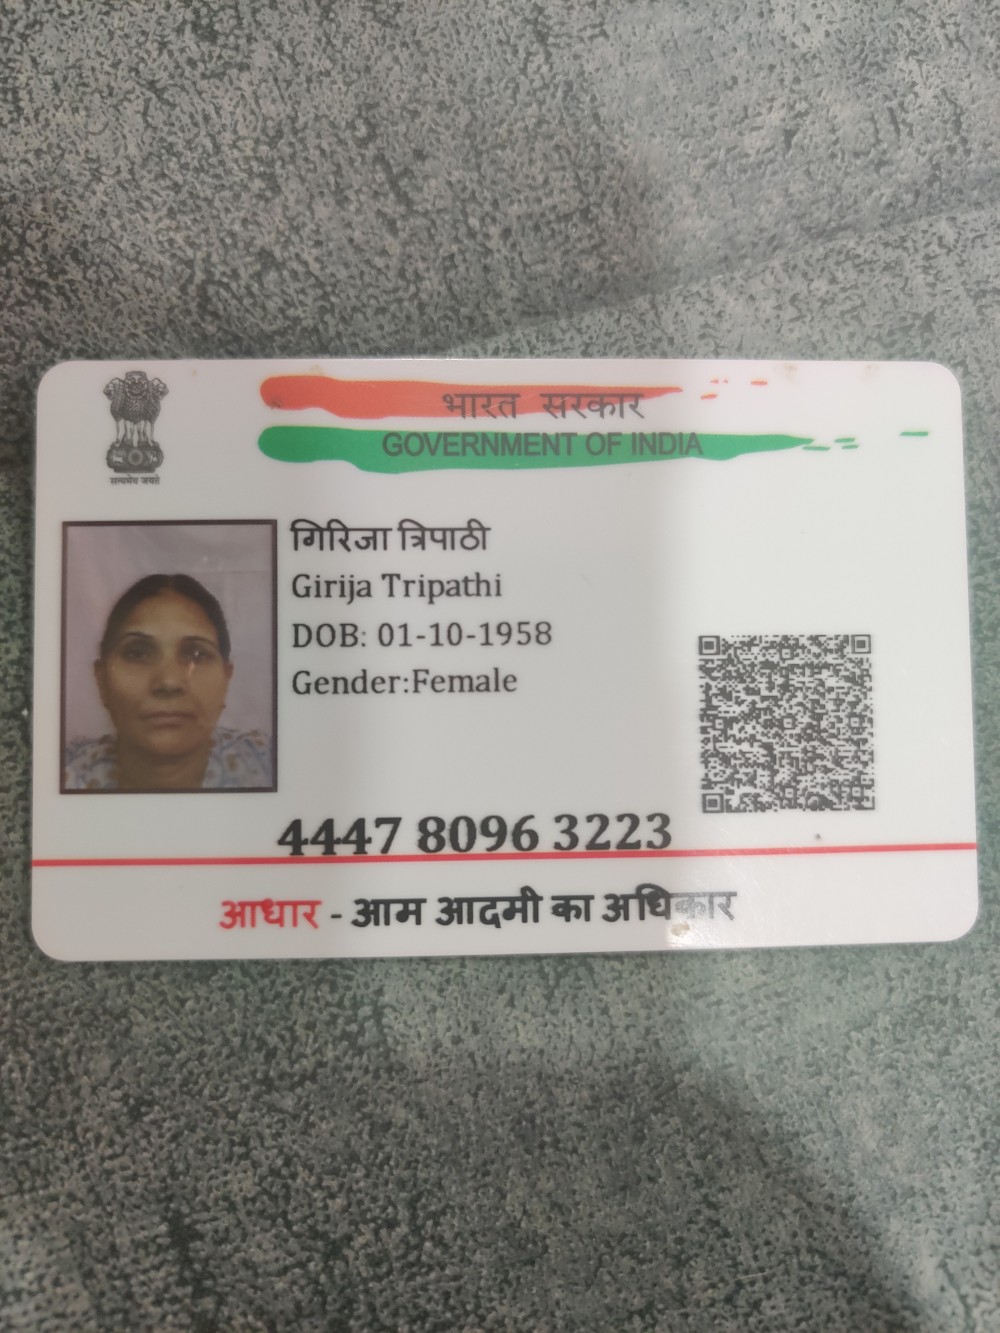 भारत सरकार
GOVERNMENT OF INDIA
सत्यमेव जयते
गिरिजा त्रिपाठी
Girija Tripathi
DOB: 01-10-1958
Gender:Female
4447 8096 3223
आधार - आम आदमी का अधिकार